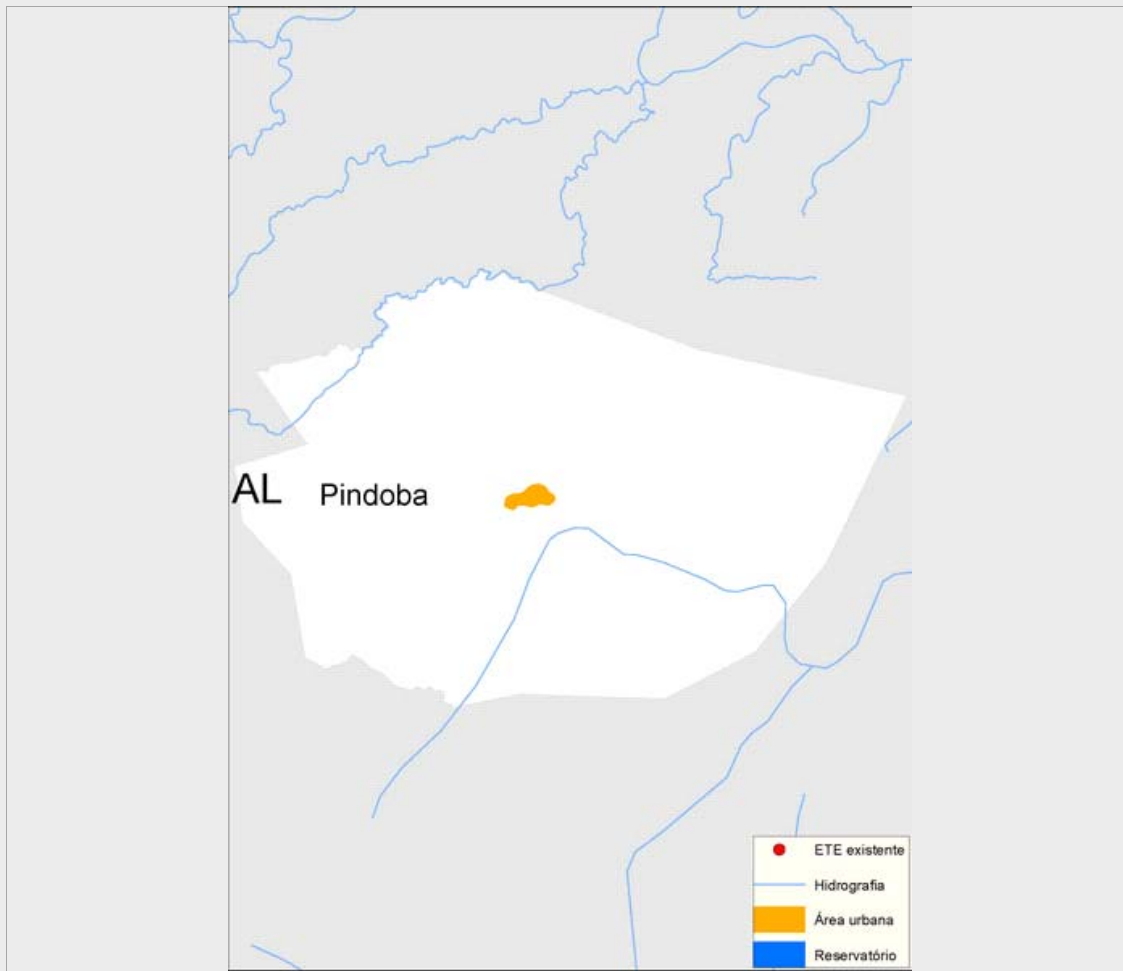 AL Pindoba
ETE existente
Hidrografia
Área urbana
Reservatório